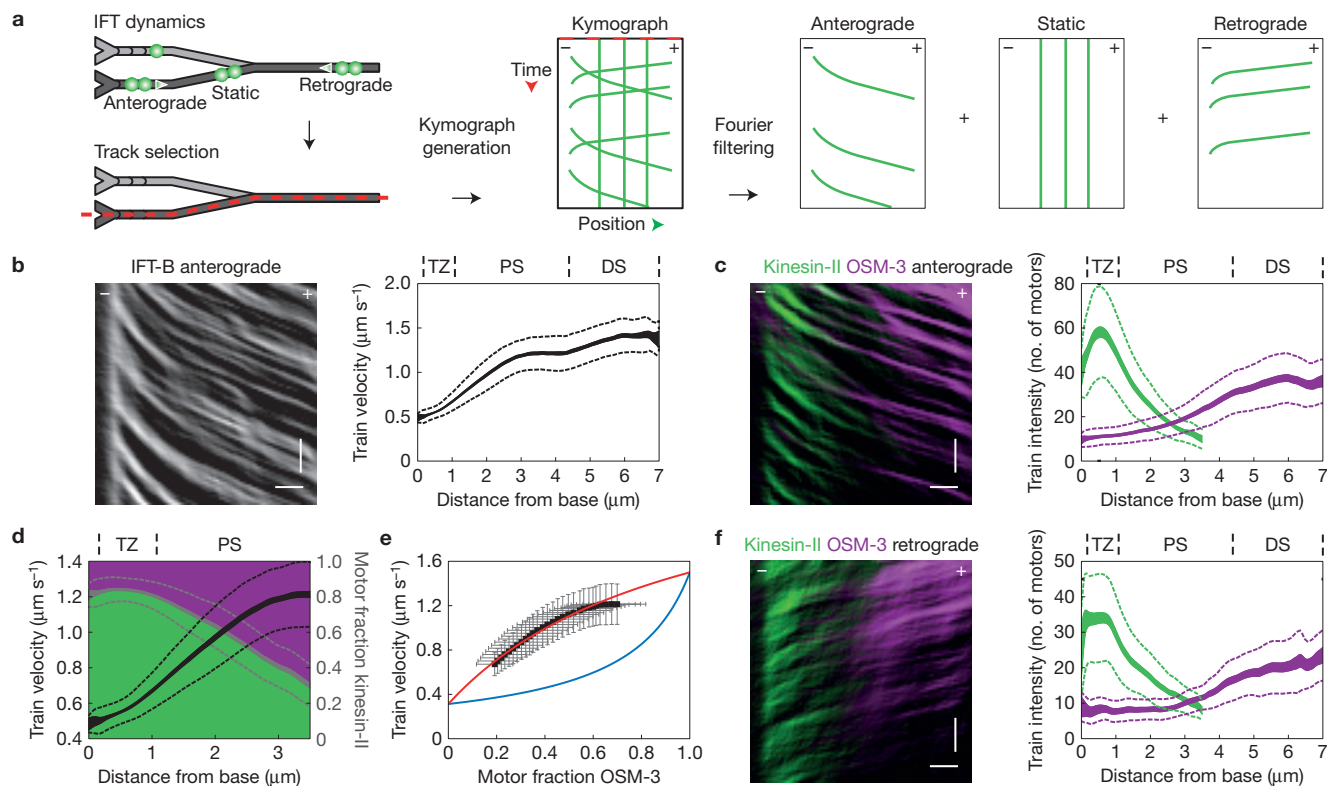 a
IFT dynamics
Anterograde
Static
Retrograde
Track selection
Kymograph
generation
Kymograph
− +
Time
Position
Fourier
filtering
Anterograde
− +
+
Static
− +
+
Retrograde
− +
b
IFT-B anterograde
− +
TZ PS DS
Train velocity (μm s−1)
2.0
1.5
1.0
0.5
0
0 1 2 3 4 5 6 7
Distance from base (μm)
c
Kinesin-II OSM-3 anterograde
− +
TZ PS DS
Train intensity (no. of motors)
80
60
40
20
0
0 1 2 3 4 5 6 7
Distance from base (μm)
d
TZ PS
Train velocity (μm s−1)
1.4
1.2
1.0
0.8
0.6
0.4
1.0
0.8
0.6
0.4
0.2
0
Motor fraction kinesin-II
0 1 2 3
Distance from base (μm)
e
Train velocity (μm s−1)
1.6
1.2
0.8
0.4
0
0 0.2 0.4 0.6 0.8 1.0
Motor fraction OSM-3
f
Kinesin-II OSM-3 retrograde
− +
TZ PS DS
Train intensity (no. of motors)
50
40
30
20
10
0
0 1 2 3 4 5 6 7
Distance from base (μm)